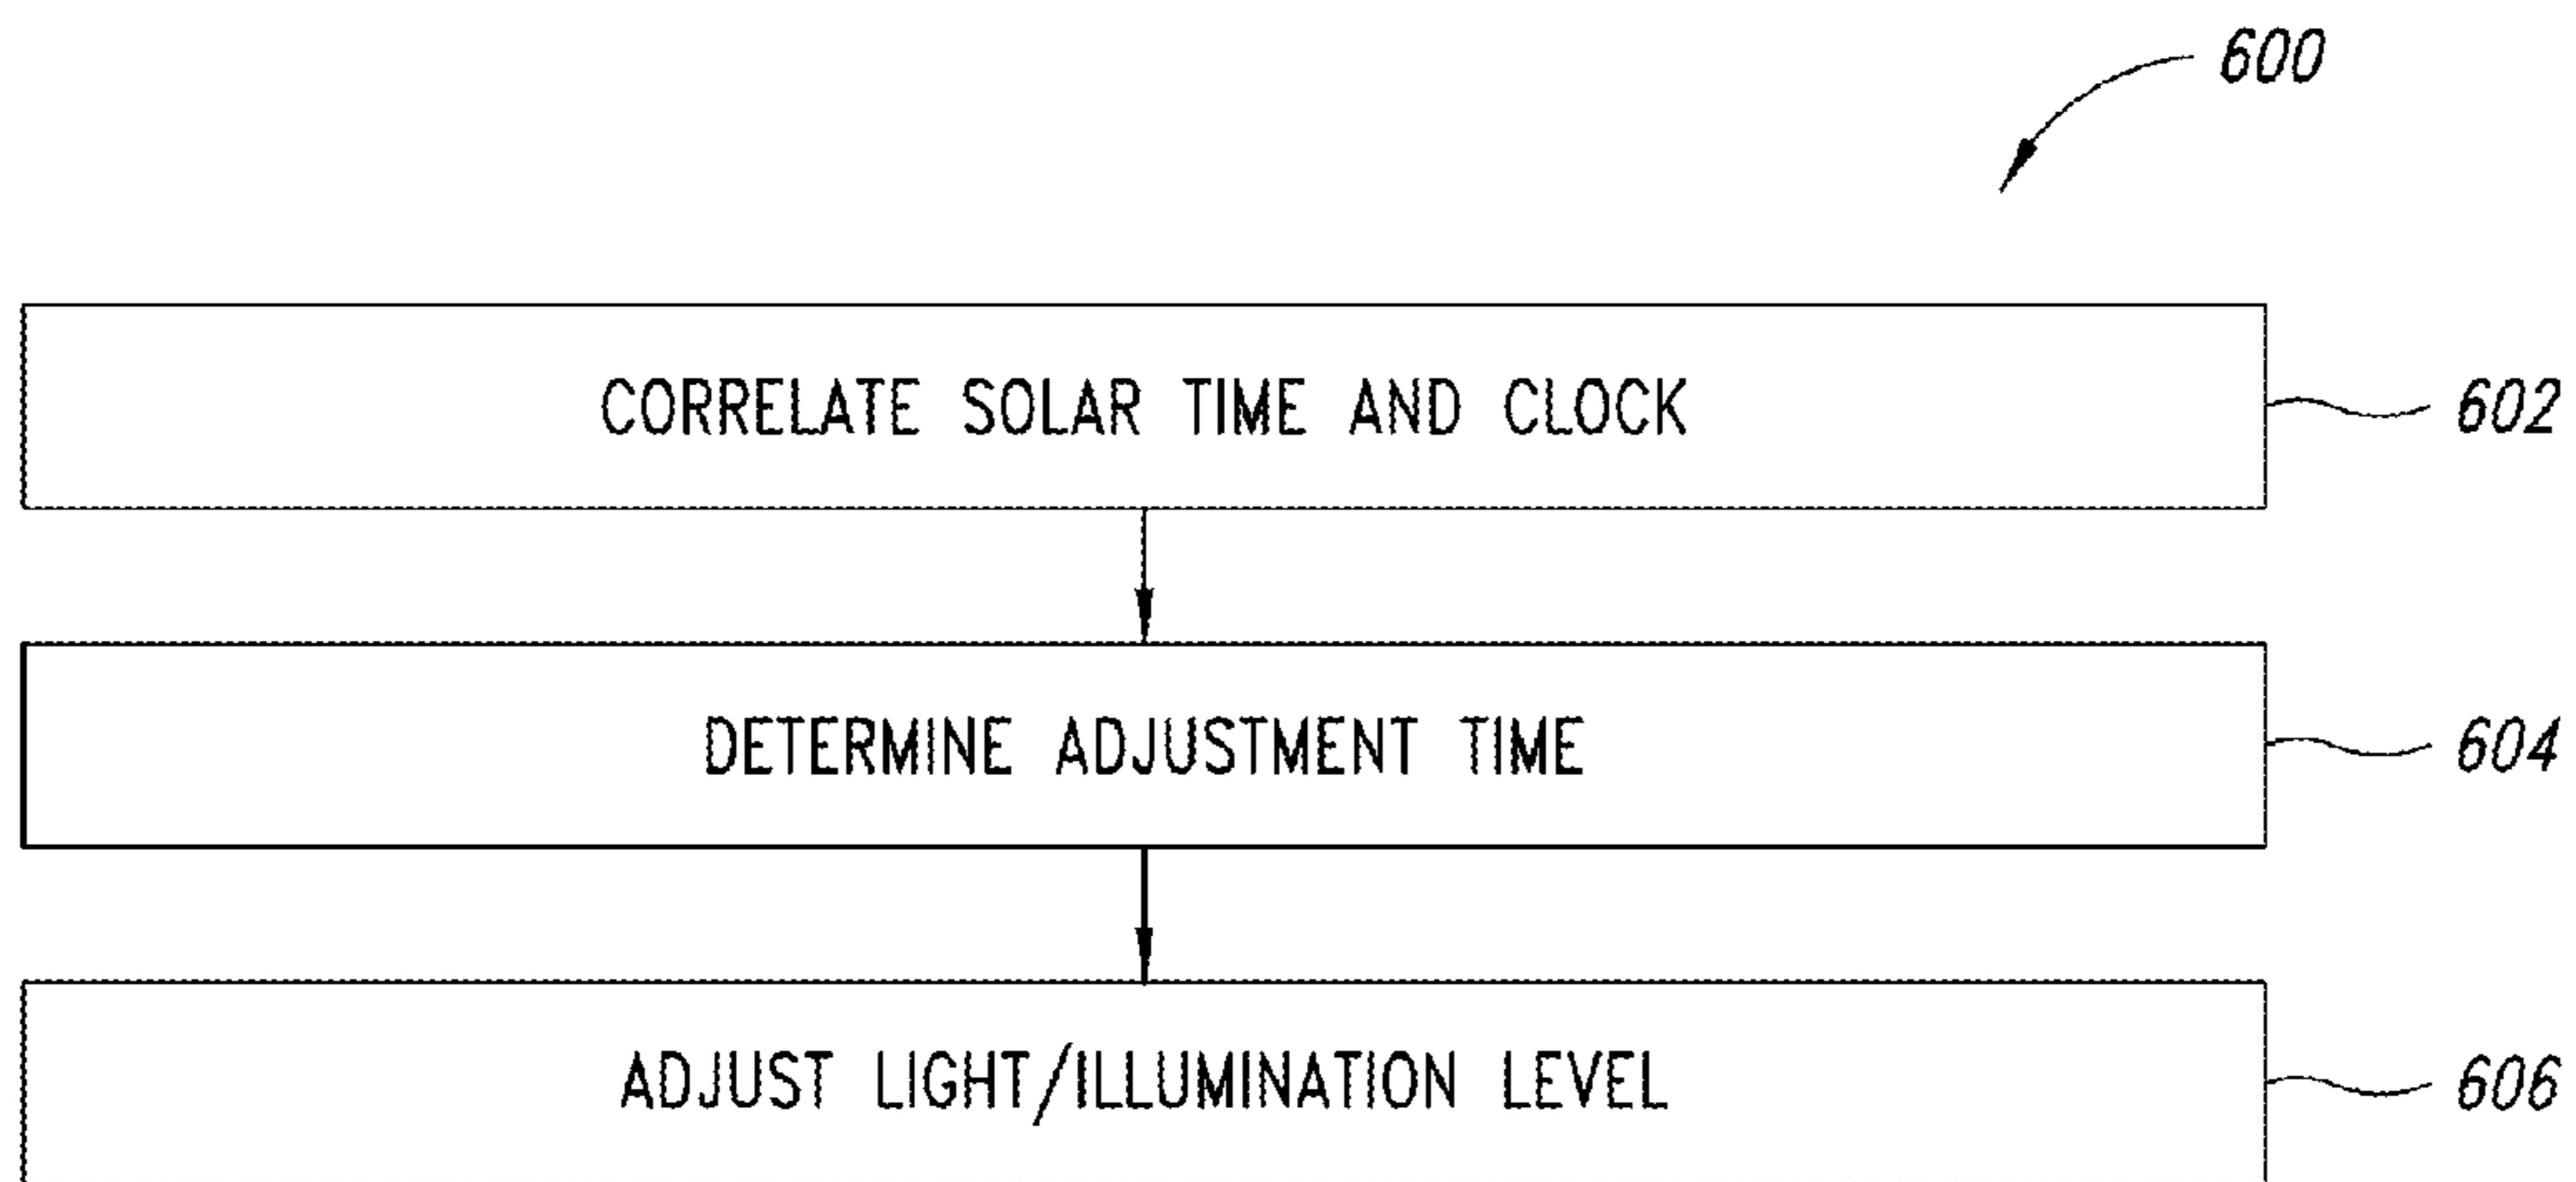 600
CORRELATE SOLAR TIME AND CLOCK
602
DETERMINE ADJUSTMENT TIME
604
ADJUST LIGHT/ILLUMINATION LEVEL
606